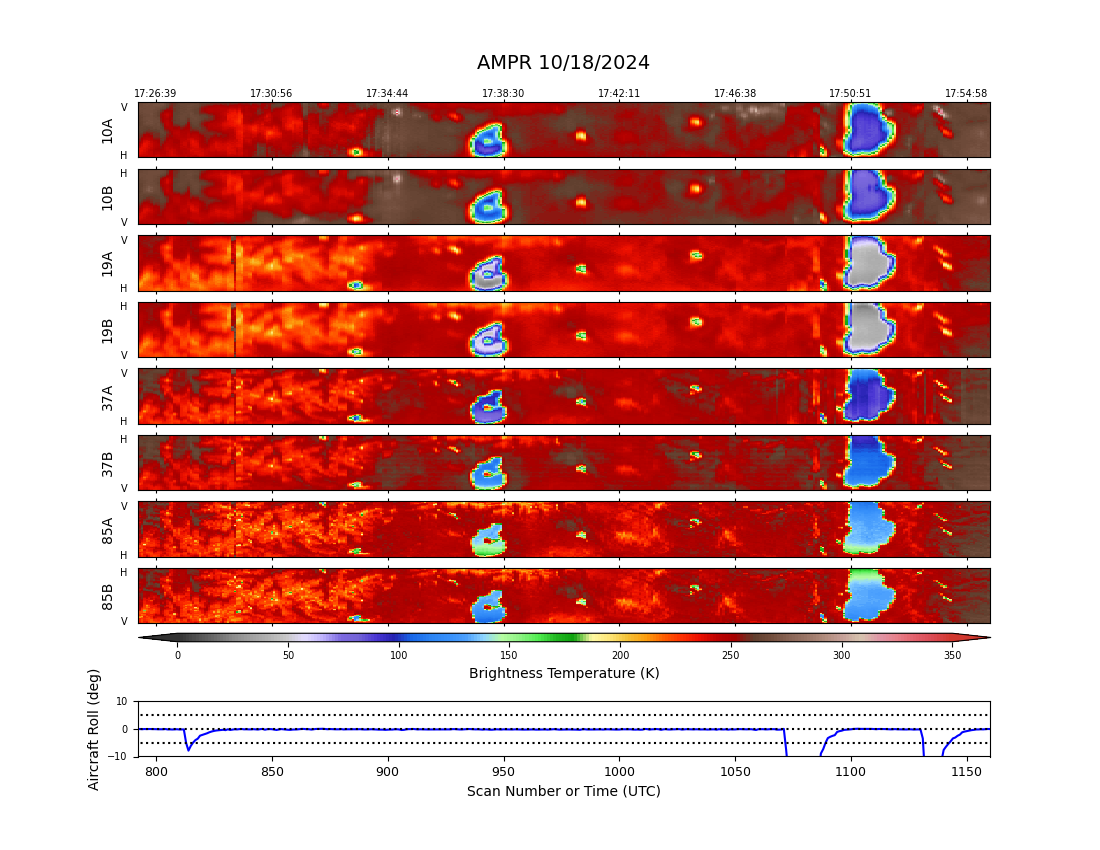 AMPR 10/18/2024
17:26:39 17:30:56 17:34:44 17:38:30 17:42:11 17:46:38 17:50:51 17:54:58
V
10A
H
H
10B
V
V
19A
H
H
19B
V
V
37A
H
H
37B
V
V
85A
H
H
85B
V
0 50 100 150 200 250 300 350
Brightness Temperature (K)
Aircraft Roll (deg)
10
0
−10
800 850 900 950 1000 1050 1100 1150
Scan Number or Time (UTC)